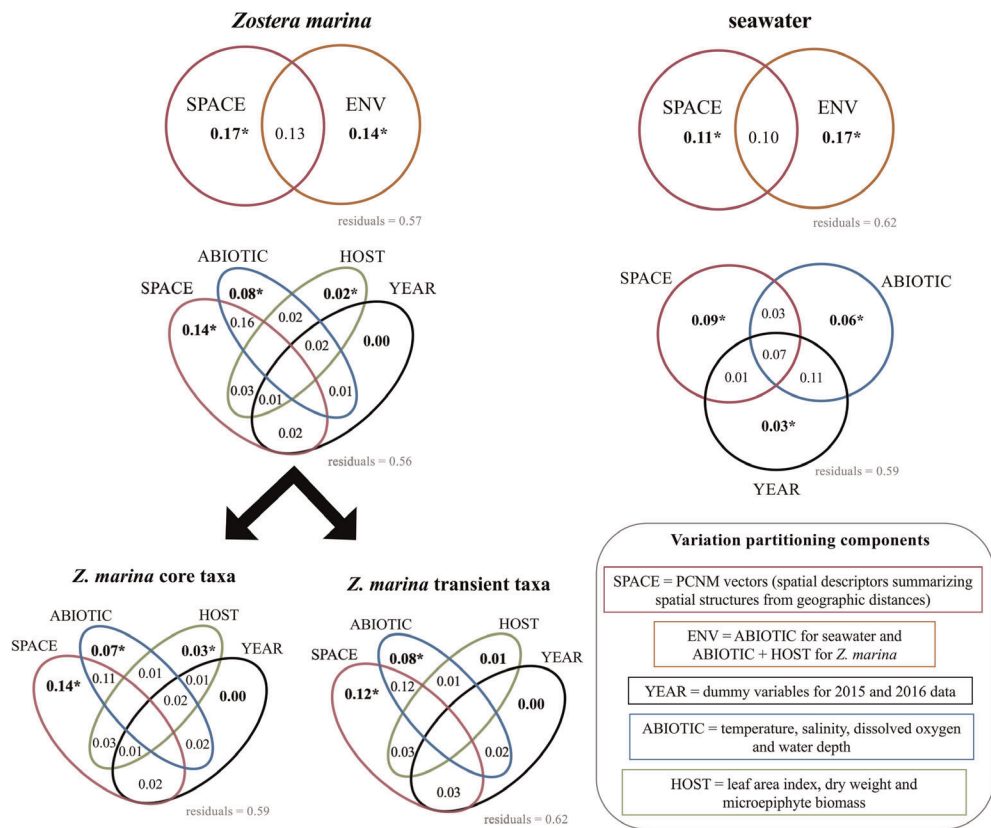 Zostera marina
SPACE
ENV
0.17*
0.13
0.14*
residuals = 0.57
seawater
SPACE
ENV
0.11*
0.10
0.17*
residuals = 0.62
ABIOTIC
HOST
SPACE
YEAR
0.08*
0.02*
0.14*
0.16
0.02
0.00
0.02
0.03
0.01
0.01
0.02
residuals = 0.56
SPACE
ABIOTIC
0.09*
0.03
0.06*
0.07
0.01
0.11
0.03*
residuals = 0.59
YEAR
Z. marina core taxa
ABIOTIC
HOST
SPACE
YEAR
0.07*
0.03*
0.14*
0.11
0.01
0.01
0.00
0.02
0.03
0.01
0.02
0.02
residuals = 0.59
Z. marina transient taxa
HOST
ABIOTIC
SPACE
YEAR
0.08*
0.01
0.12*
0.12
0.01
0.00
0.03
0.02
0.03
residuals = 0.62
Variation partitioning components
SPACE = PCNM vectors (spatial descriptors summarizing
spatial structures from geographic distances)
ENV = ABIOTIC for seawater and
ABIOTIC + HOST for Z. marina
YEAR = dummy variables for 2015 and 2016 data
ABIOTIC = temperature, salinity, dissolved oxygen
and water depth
HOST = leaf area index, dry weight and
microepiphyte biomass